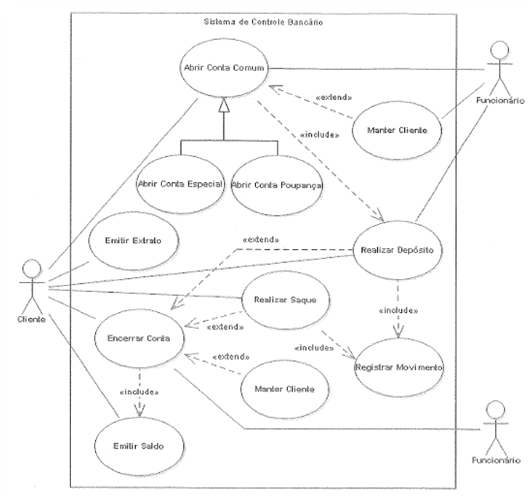 Sistema de Controle Bancário
Abrir Conta Comum
Funcionário
«extend»
Manter Cliente
«include»
Abrir Conta Especial
Abrir Conta Poupança
Emitir Extrato
«extend»
Realizar Depósito
Cliente
Realizar Saque
«extend»
Encerrar Conta
«include»
«extend»
Registrar Movimento
Manter Cliente
«include»
Emitir Saldo
Funcionário